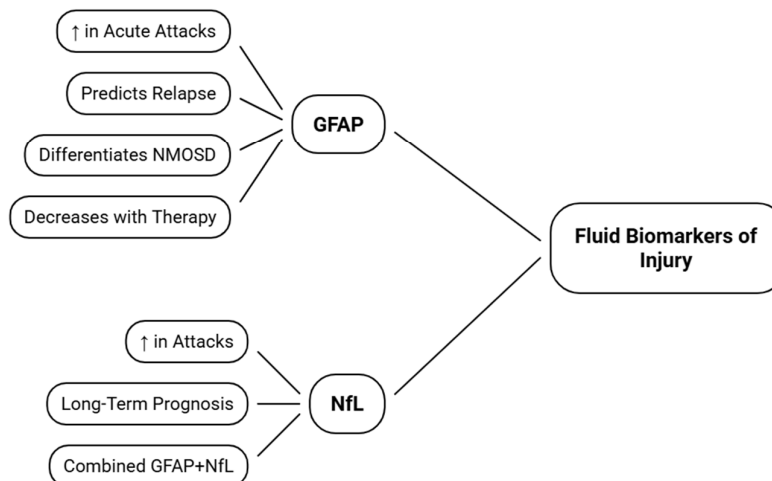 ↑ in Acute Attacks
Predicts Relapse
Differentiates NMOSD
Decreases with Therapy
GFAP
Fluid Biomarkers of
Injury
↑ in Attacks
Long-Term Prognosis
Combined GFAP+NfL
NfL